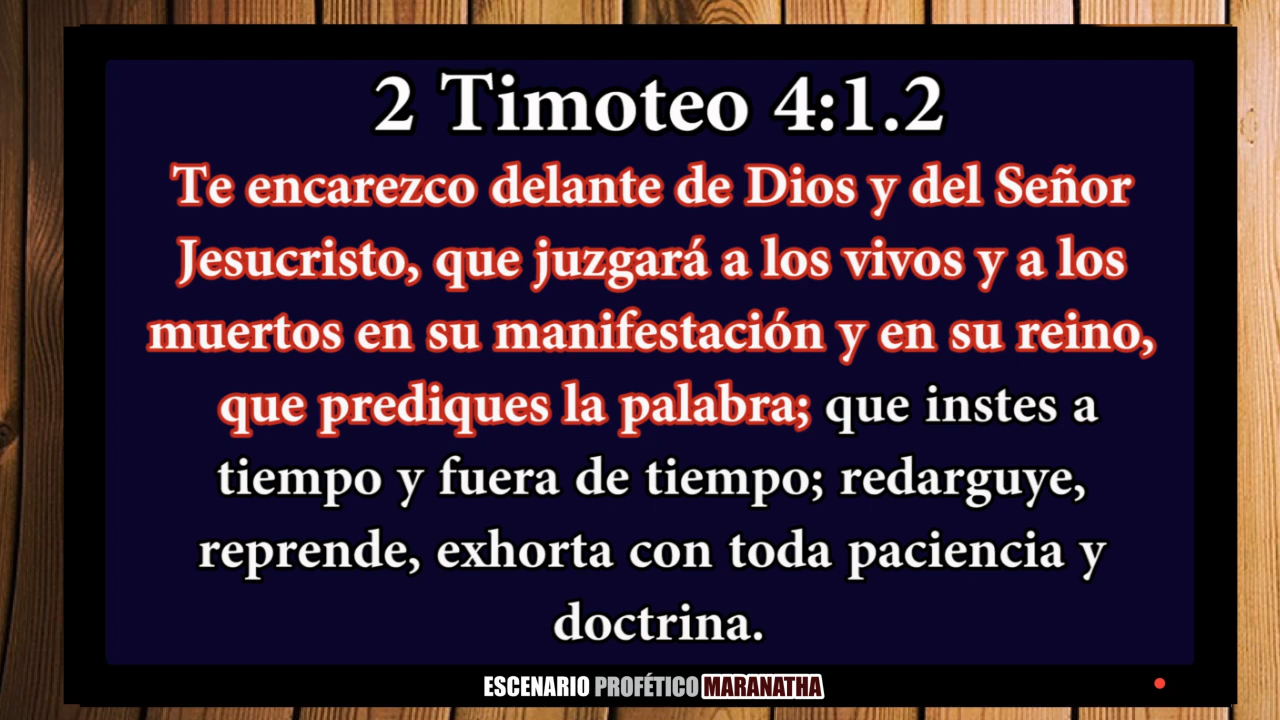 2 Timoteo 4:1.2
Te encarezco delante de Dios y del Señor
Jesucristo, que juzgará a los vivos y a los
muertos en su manifestación y en su reino,
que prediques la palabra; que instes a
tiempo y fuera de tiempo; redarguye,
reprende, exhorta con toda paciencia y
doctrina.
ESCENARIO PROFÉTICO MARANATHA